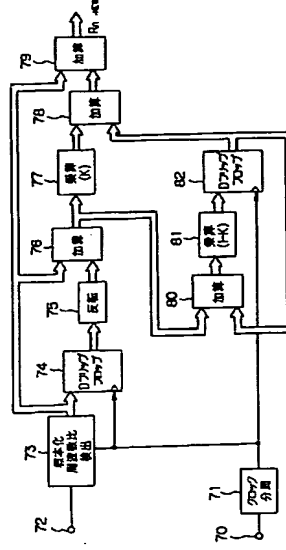 72
73
標本化
周波数比
検出
74
Dフリップ
フロップ
75
反転
76
加算
77
乗算
(K)
78
加算
79
加算
Rn
80
加算
81
乗算
(1-K)
82
Dフリップ
フロップ
70
71
クロック
分周